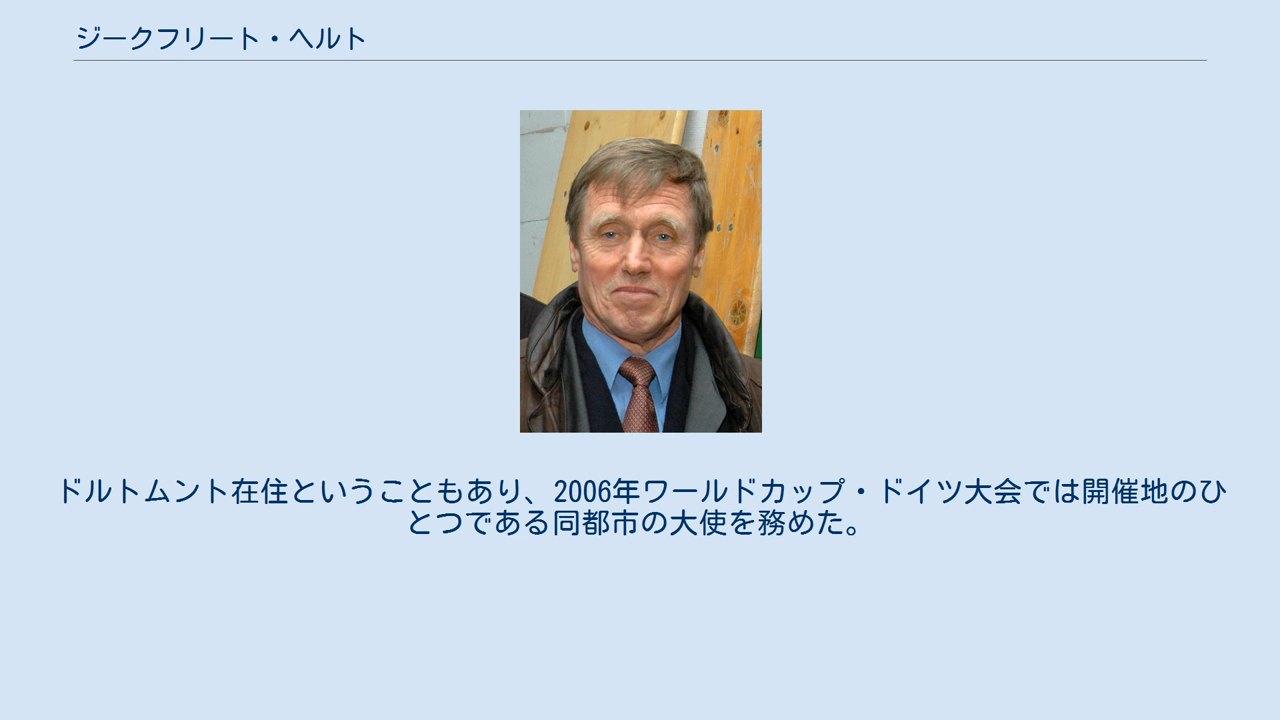 ジークフリート・ヘルト
ドルトムント在住ということもあり、2006年ワールドカップ・ドイツ大会では開催地のひ
とつである同都市の大使を務めた。